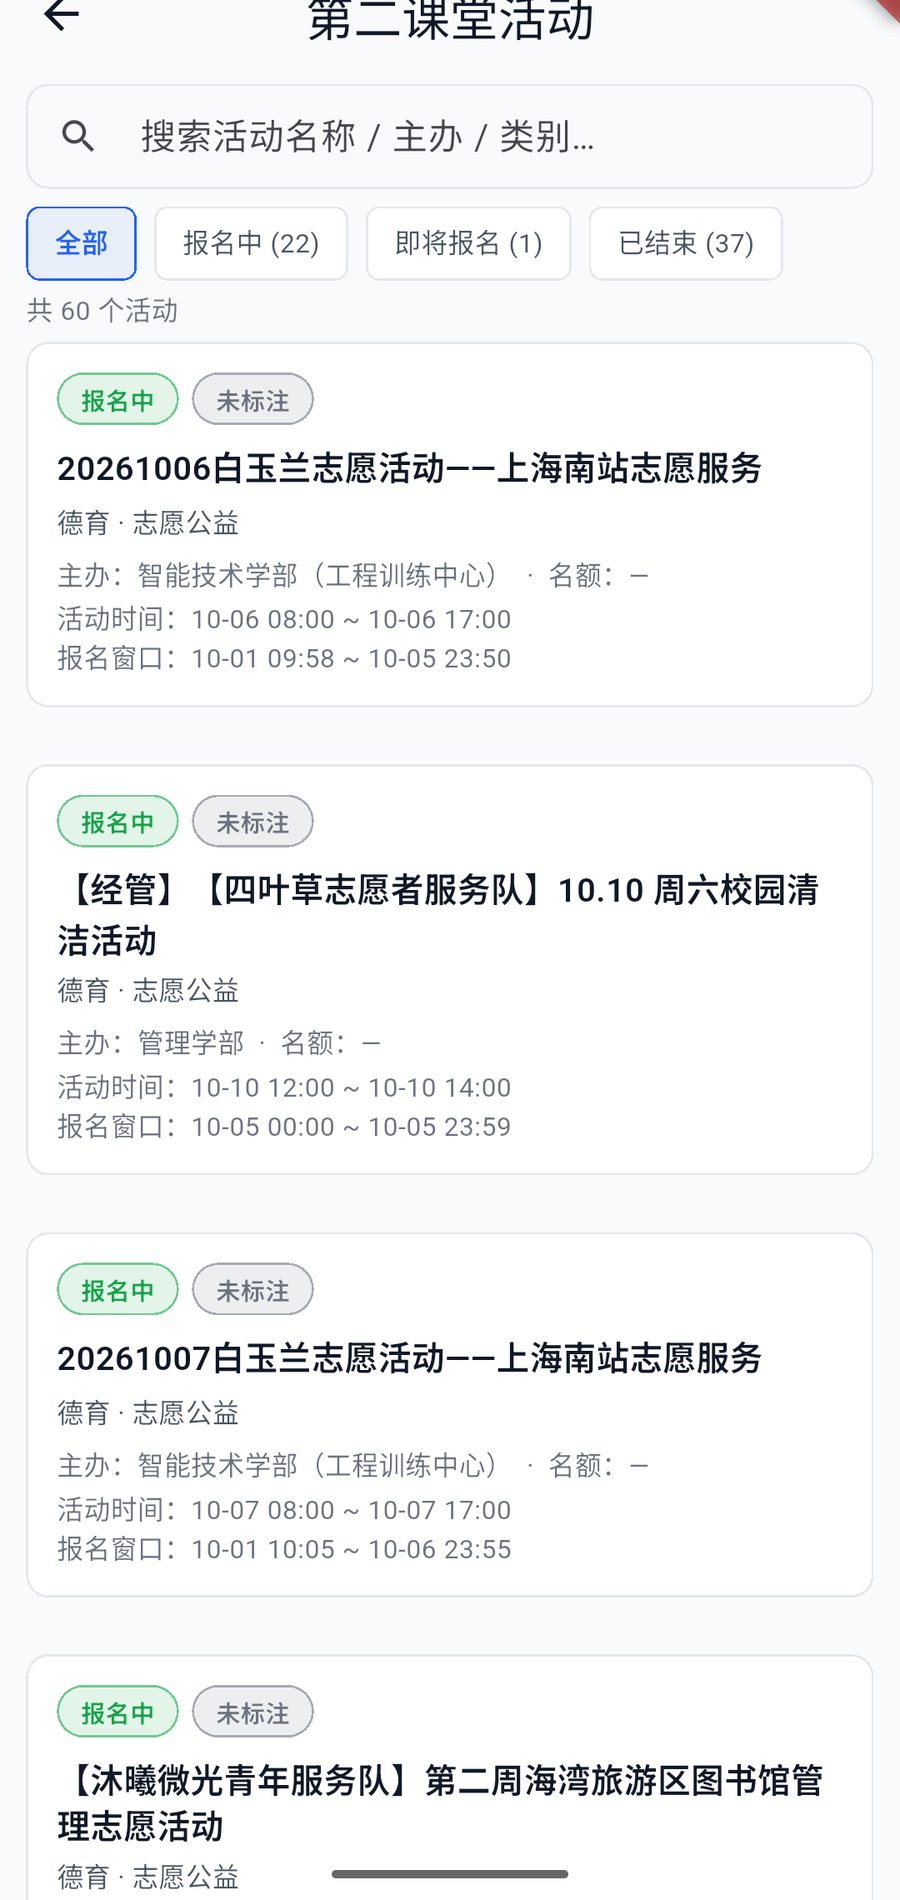 第二课堂活动
搜索活动名称 / 主办 / 类别...
全部
报名中 (22)
即将报名 (1)
已结束 (37)
共 60 个活动
报名中
未标注
20261006白玉兰志愿活动——上海南站志愿服务
德育 · 志愿公益
主办：智能技术学部（工程训练中心） · 名额：—
活动时间：10-06 08:00 ~ 10-06 17:00
报名窗口：10-01 09:58 ~ 10-05 23:50
报名中
未标注
【经管】【四叶草志愿者服务队】10.10 周六校园清
洁活动
德育 · 志愿公益
主办：管理学部 · 名额：—
活动时间：10-10 12:00 ~ 10-10 14:00
报名窗口：10-05 00:00 ~ 10-05 23:59
报名中
未标注
20261007白玉兰志愿活动——上海南站志愿服务
德育 · 志愿公益
主办：智能技术学部（工程训练中心） · 名额：—
活动时间：10-07 08:00 ~ 10-07 17:00
报名窗口：10-01 10:05 ~ 10-06 23:55
报名中
未标注
【沐曦微光青年服务队】第二周海湾旅游区图书馆管
理志愿活动
德育 · 志愿公益